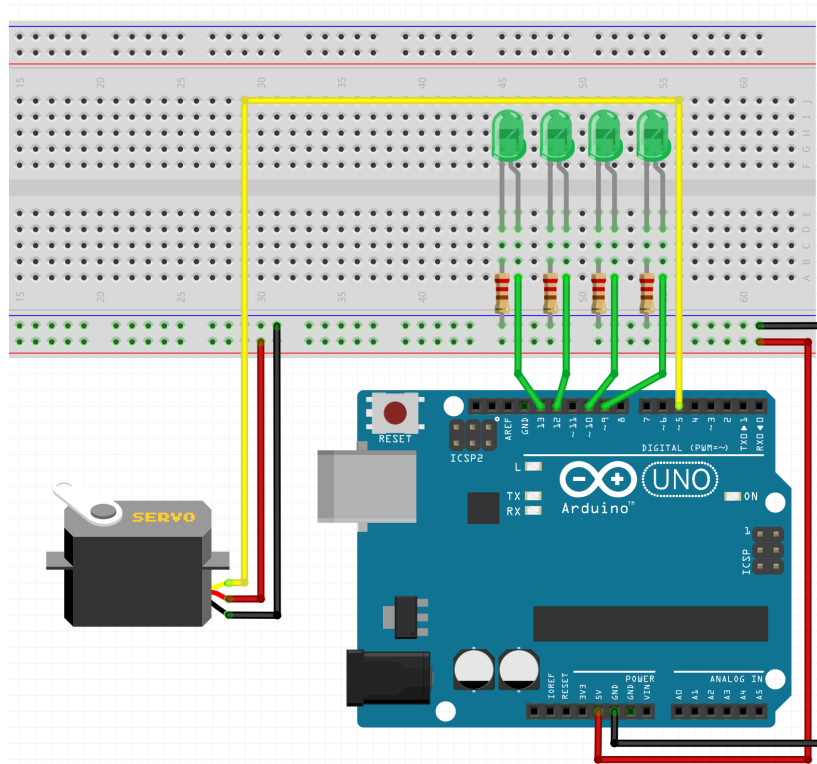 15 20 25 30 35 40 45 50 55 60
J
I
H
G
F
E
D
C
B
A
15 20 25 30 35 40 45 50 55 60
RESET
ICSP2
AREF
GND
13
12
~11
~10
~9
8
7
~6
~5
4
~3
2
TX0▶1
RX0◀0
DIGITAL (PWM=~)
L
TX
RX
Arduino™
UNO
ON
1
ICSP
SERVO
POWER
ANALOG IN
IOREF
RESET
3V3
5V
GND
GND
VIN
A0
A1
A2
A3
A4
A5